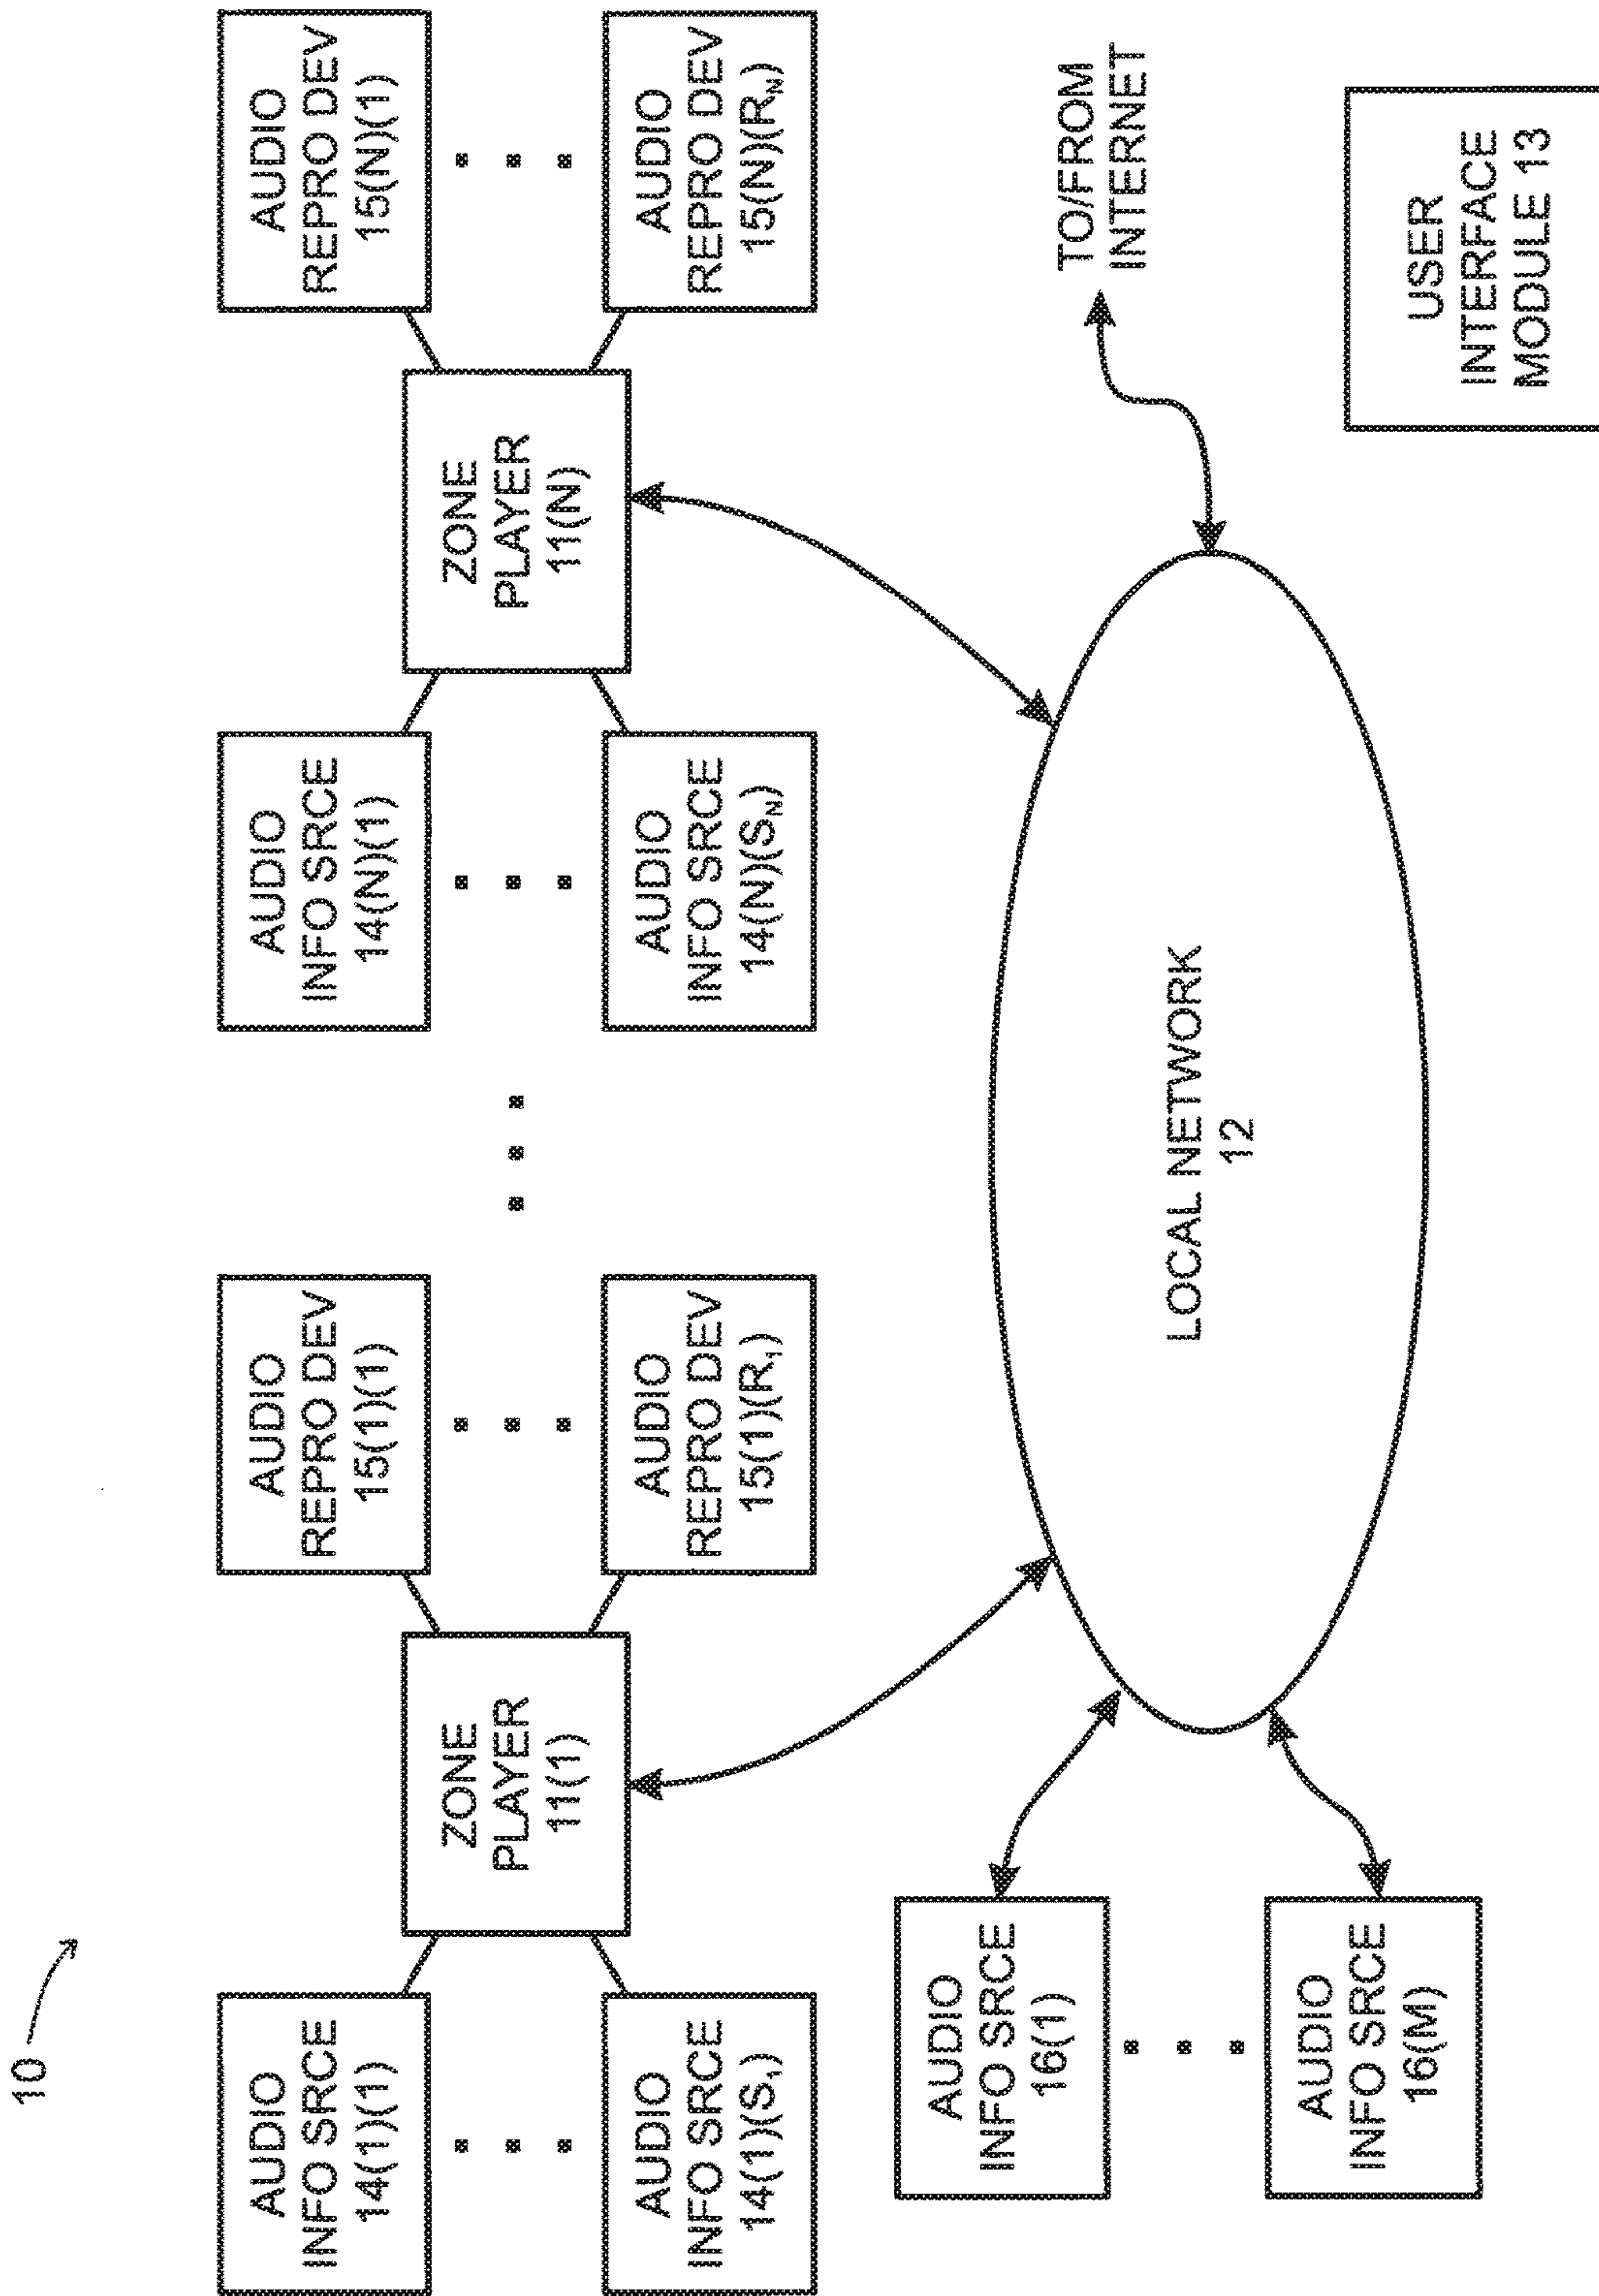 10
AUDIO
INFO SRCE
14(1)(1)
AUDIO
INFO SRCE
14(1)(S₁)
ZONE
PLAYER
11(1)
AUDIO
REPRO DEV
15(1)(1)
AUDIO
REPRO DEV
15(1)(R₁)
AUDIO
INFO SRCE
14(N)(1)
AUDIO
INFO SRCE
14(N)(S_N)
ZONE
PLAYER
11(N)
AUDIO
REPRO DEV
15(N)(1)
AUDIO
REPRO DEV
15(N)(R_N)
AUDIO
INFO SRCE
16(1)
AUDIO
INFO SRCE
16(M)
LOCAL NETWORK
12
TO/FROM
INTERNET
USER
INTERFACE
MODULE 13